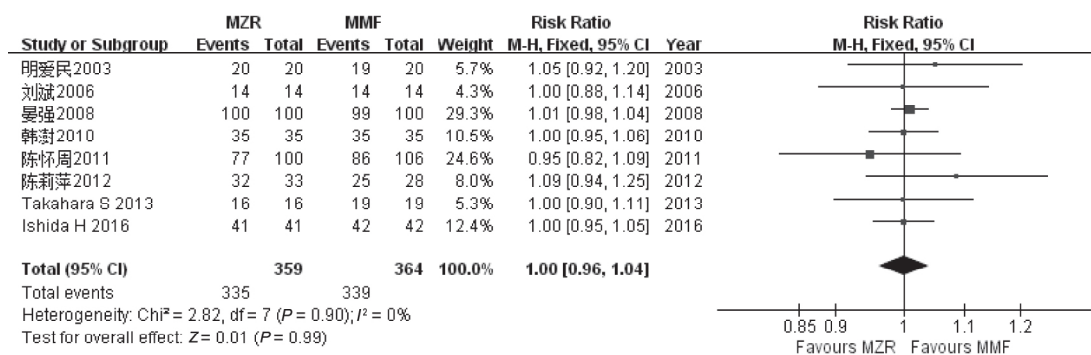 MZR MMF Risk Ratio Risk Ratio
Study or Subgroup Events Total Events Total Weight M-H, Fixed, 95% CI Year M-H, Fixed, 95% CI
明爱民2003 20 20 19 20 5.7% 1.05 [0.92, 1.20] 2003
刘斌2006 14 14 14 14 4.3% 1.00 [0.88, 1.14] 2006
晏强2008 100 100 99 100 29.3% 1.01 [0.98, 1.04] 2008
韩澍2010 35 35 35 35 10.5% 1.00 [0.95, 1.06] 2010
陈怀周2011 77 100 86 106 24.6% 0.95 [0.82, 1.09] 2011
陈莉萍2012 32 33 25 28 8.0% 1.09 [0.94, 1.25] 2012
Takahara S 2013 16 16 19 19 5.3% 1.00 [0.90, 1.11] 2013
Ishida H 2016 41 41 42 42 12.4% 1.00 [0.95, 1.05] 2016
Total (95% CI) 359 364 100.0% 1.00 [0.96, 1.04]
Total events 335 339
Heterogeneity: Chi² = 2.82, df = 7 (P = 0.90); I² = 0%
Test for overall effect: Z = 0.01 (P = 0.99)
0.85 0.9 1 1.1 1.2
Favours MZR Favours MMF